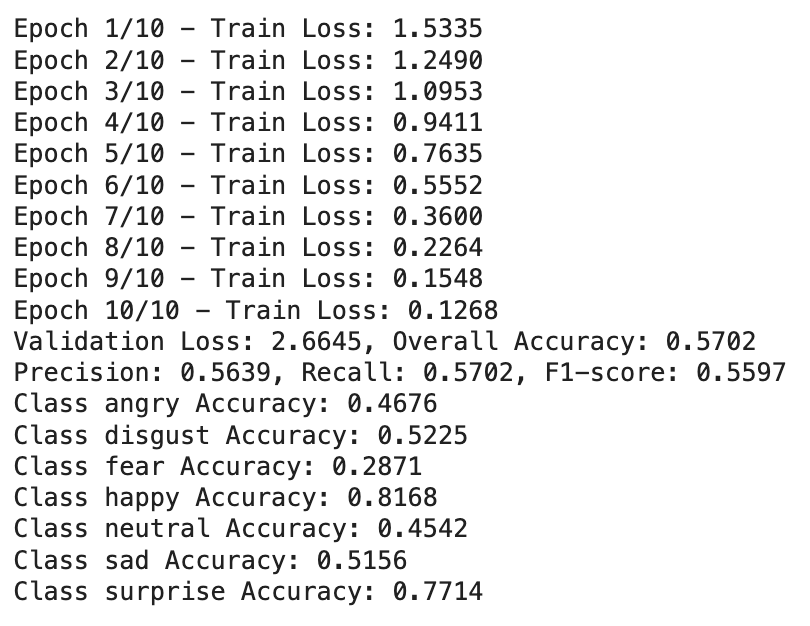 Epoch 1/10 - Train Loss: 1.5335
Epoch 2/10 - Train Loss: 1.2490
Epoch 3/10 - Train Loss: 1.0953
Epoch 4/10 - Train Loss: 0.9411
Epoch 5/10 - Train Loss: 0.7635
Epoch 6/10 - Train Loss: 0.5552
Epoch 7/10 - Train Loss: 0.3600
Epoch 8/10 - Train Loss: 0.2264
Epoch 9/10 - Train Loss: 0.1548
Epoch 10/10 - Train Loss: 0.1268
Validation Loss: 2.6645, Overall Accuracy: 0.5702
Precision: 0.5639, Recall: 0.5702, F1-score: 0.5597
Class angry Accuracy: 0.4676
Class disgust Accuracy: 0.5225
Class fear Accuracy: 0.2871
Class happy Accuracy: 0.8168
Class neutral Accuracy: 0.4542
Class sad Accuracy: 0.5156
Class surprise Accuracy: 0.7714